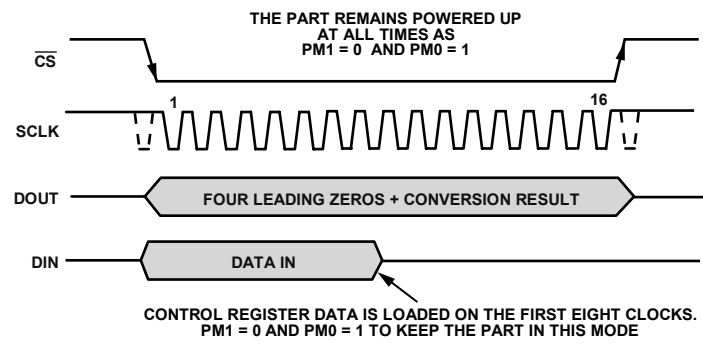 THE PART REMAINS POWERED UP
AT ALL TIMES AS
PM1 = 0 AND PM0 = 1
CS
1
16
SCLK
DOUT
FOUR LEADING ZEROS + CONVERSION RESULT
DIN
DATA IN
CONTROL REGISTER DATA IS LOADED ON THE FIRST EIGHT CLOCKS.
PM1 = 0 AND PM0 = 1 TO KEEP THE PART IN THIS MODE